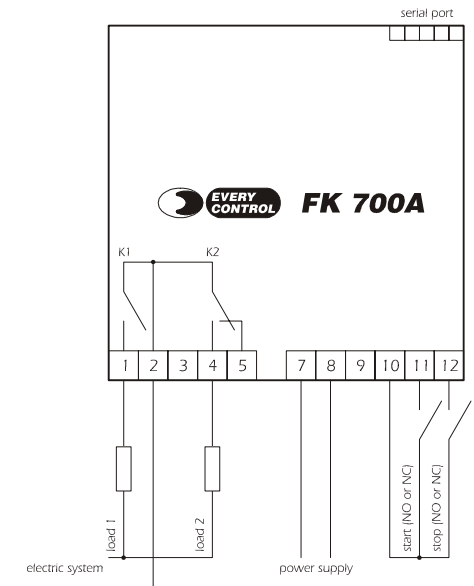 serial port
EVERY
CONTROL
FK 700A
K1 K2
1 2 3 4 5 7 8 9 10 11 12
load 1
load 2
start (NO or NC)
stop (NO or NC)
electric system
power supply